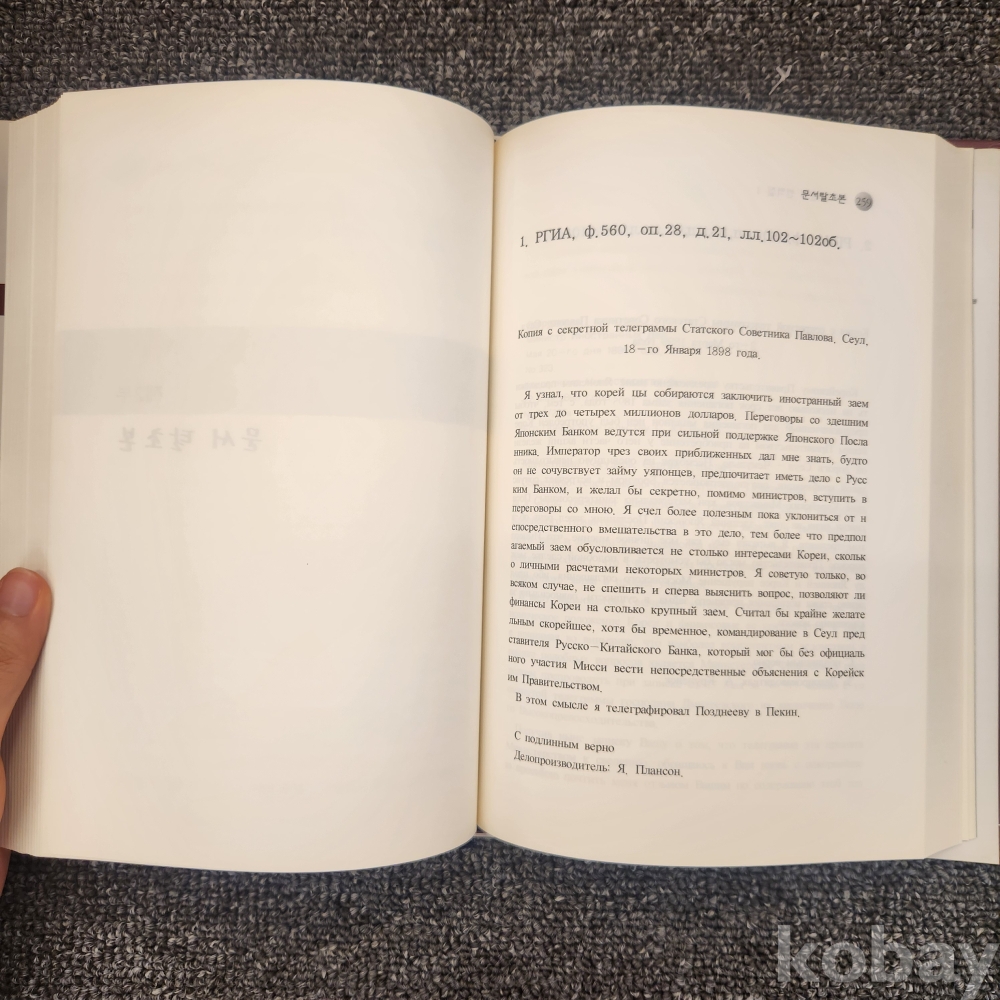 문서탈초본 259
1. РГИА, ф.560, оп.28, д.21, лл.102~102об.
Копия с секретной телеграммы Статского Советника Павлова. Сеул,
18-го Января 1898 года.
Я узнал, что корей цы собираются заключить иностранный заем
от трех до четырех миллионов долларов. Переговоры со здешним
Японским Банком ведутся при сильной поддержке Японского Посла
нника. Император чрез своих приближенных дал мне знать, будто
он не сочувствует займу уяпонцев, предпочитает иметь дело с Русс
ким Банком, и желал бы секретно, помимо министров, вступить в
переговоры со мною. Я счел более полезным пока уклониться от н
епосредственного вмешательства в это дело, тем более что предпол
агаемый заем обусловливается не столько интересами Кореи, скольк
о личными расчетами некоторых министров. Я советую только, во
всяком случае, не спешить и сперва выяснить вопрос, позволяют ли
финансы Кореи на столько крупный заем. Считал бы крайне желате
льным скорейшее, хотя бы временное, командирование в Сеул пред
ставителя Русско-Китайского Банка, который мог бы без официаль
ного участия Мисси вести непосредственные объяснения с Корейск
им Правительством.
В этом смысле я телеграфировал Позднееву в Пекин.
С подлинным верно
Делопроизводитель: Я. Плансон.
kobay